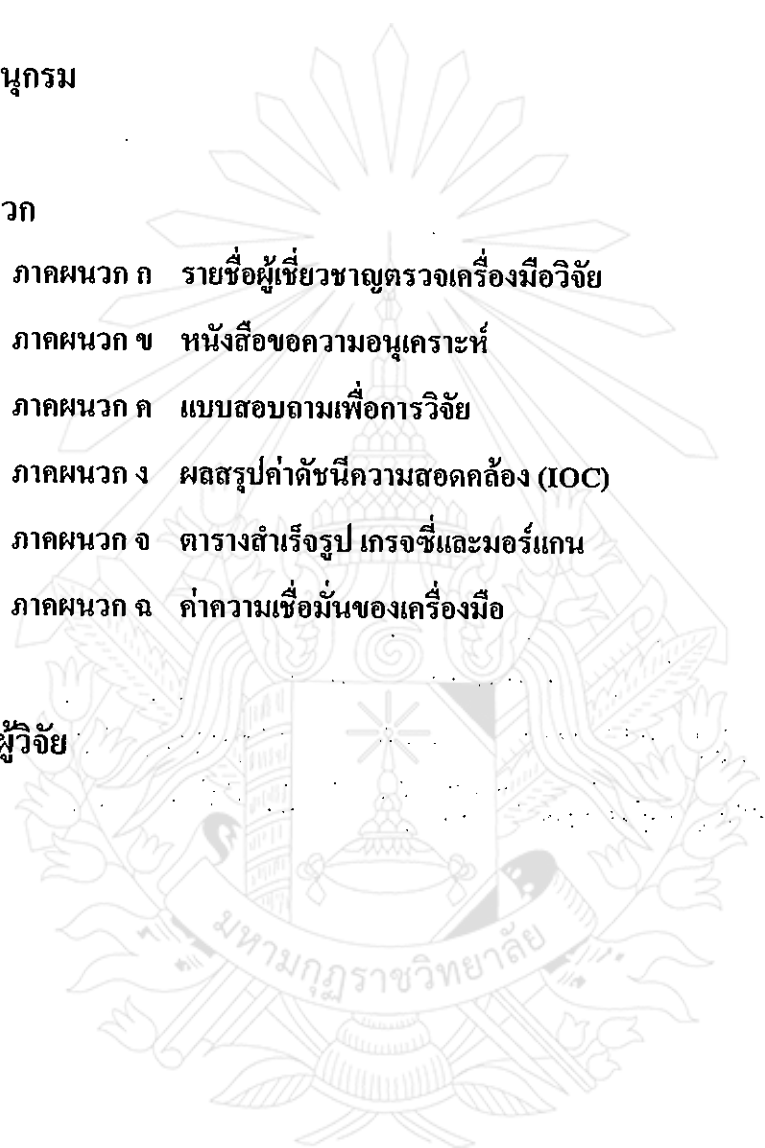 นุกรม
วก
ภาคผนวก ถ รายชื่อผู้เชี่ยวชาญตรวจเครื่องมือวิจัย
ภาคผนวก ข หนังสือขอความอนุเคราะห์
ภาคผนวก ค แบบสอบถามเพื่อการวิจัย
ภาคผนวก ง ผลสรุปค่าดัชนีความสอดคล้อง (IOC)
ภาคผนวก จ ตารางสำเร็จรูป เกรจซี่และมอร์แกน
ภาคผนวก ฉ ค่าความเชื่อมั่นของเครื่องมือ
ผู้วิจัย
มหามกุฏราชวิทยาลัย